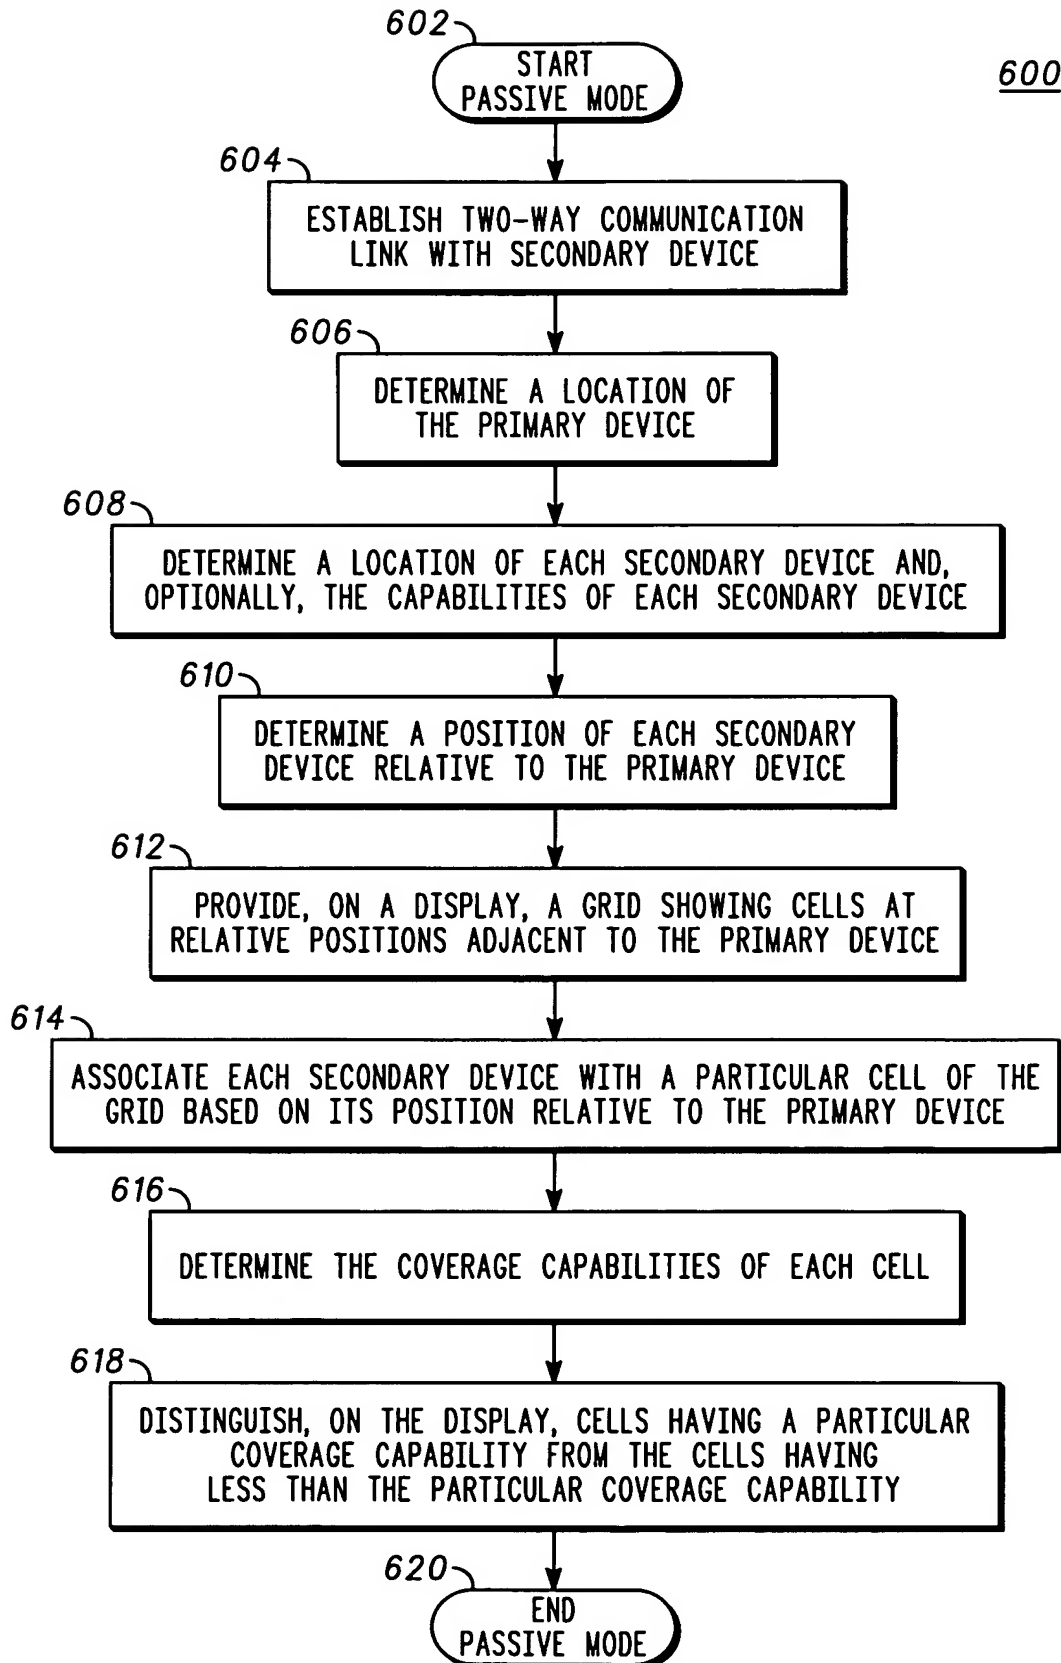 600
602
START
PASSIVE MODE
604
ESTABLISH TWO-WAY COMMUNICATION
LINK WITH SECONDARY DEVICE
606
DETERMINE A LOCATION OF
THE PRIMARY DEVICE
608
DETERMINE A LOCATION OF EACH SECONDARY DEVICE AND,
OPTIONALLY, THE CAPABILITIES OF EACH SECONDARY DEVICE
610
DETERMINE A POSITION OF EACH SECONDARY
DEVICE RELATIVE TO THE PRIMARY DEVICE
612
PROVIDE, ON A DISPLAY, A GRID SHOWING CELLS AT
RELATIVE POSITIONS ADJACENT TO THE PRIMARY DEVICE
614
ASSOCIATE EACH SECONDARY DEVICE WITH A PARTICULAR CELL OF THE
GRID BASED ON ITS POSITION RELATIVE TO THE PRIMARY DEVICE
616
DETERMINE THE COVERAGE CAPABILITIES OF EACH CELL
618
DISTINGUISH, ON THE DISPLAY, CELLS HAVING A PARTICULAR
COVERAGE CAPABILITY FROM THE CELLS HAVING
LESS THAN THE PARTICULAR COVERAGE CAPABILITY
620
END
PASSIVE MODE